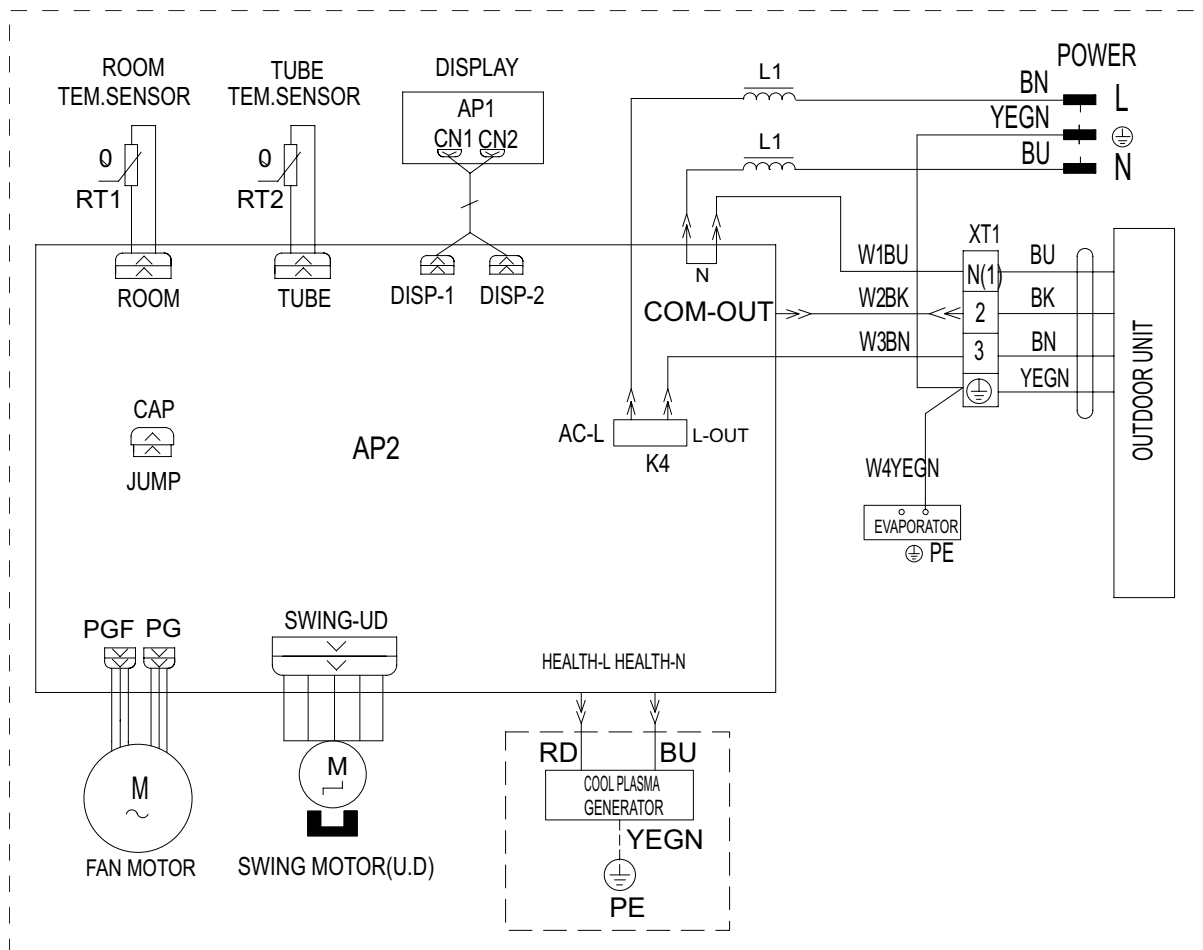 ROOM
TEM.SENSOR
TUBE
TEM.SENSOR
DISPLAY
AP1
CN1 CN2
L1
POWER
BN
L
YEGN
L1
BU
N
θ
RT1
θ
RT2
ROOM
TUBE
DISP-1
DISP-2
N
COM-OUT
W1BU
W2BK
W3BN
XT1
N(1)
2
3
BU
BK
BN
YEGN
OUTDOOR UNIT
CAP
JUMP
AP2
AC-L
L-OUT
K4
W4YEGN
EVAPORATOR
PE
PGF PG
SWING-UD
HEALTH-L HEALTH-N
M
FAN MOTOR
M
SWING MOTOR(U.D)
RD
BU
COOL PLASMA
GENERATOR
YEGN
PE